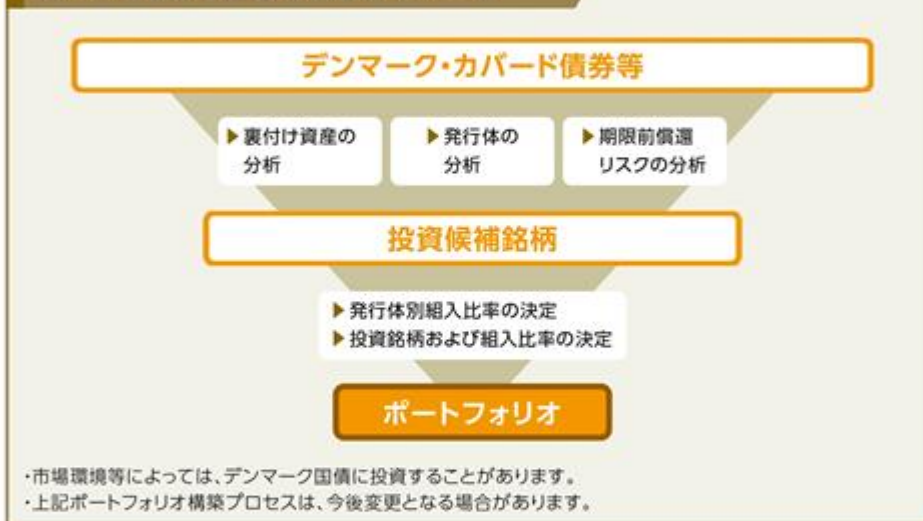 デンマーク・カバード債券等
▶裏付け資産の
分析
▶発行体の
分析
▶期限前償還
リスクの分析
投資候補銘柄
▶発行体別組入比率の決定
▶投資銘柄および組入比率の決定
ポートフォリオ
・市場環境等によっては、デンマーク国債に投資することがあります。
・上記ポートフォリオ構築プロセスは、今後変更となる場合があります。